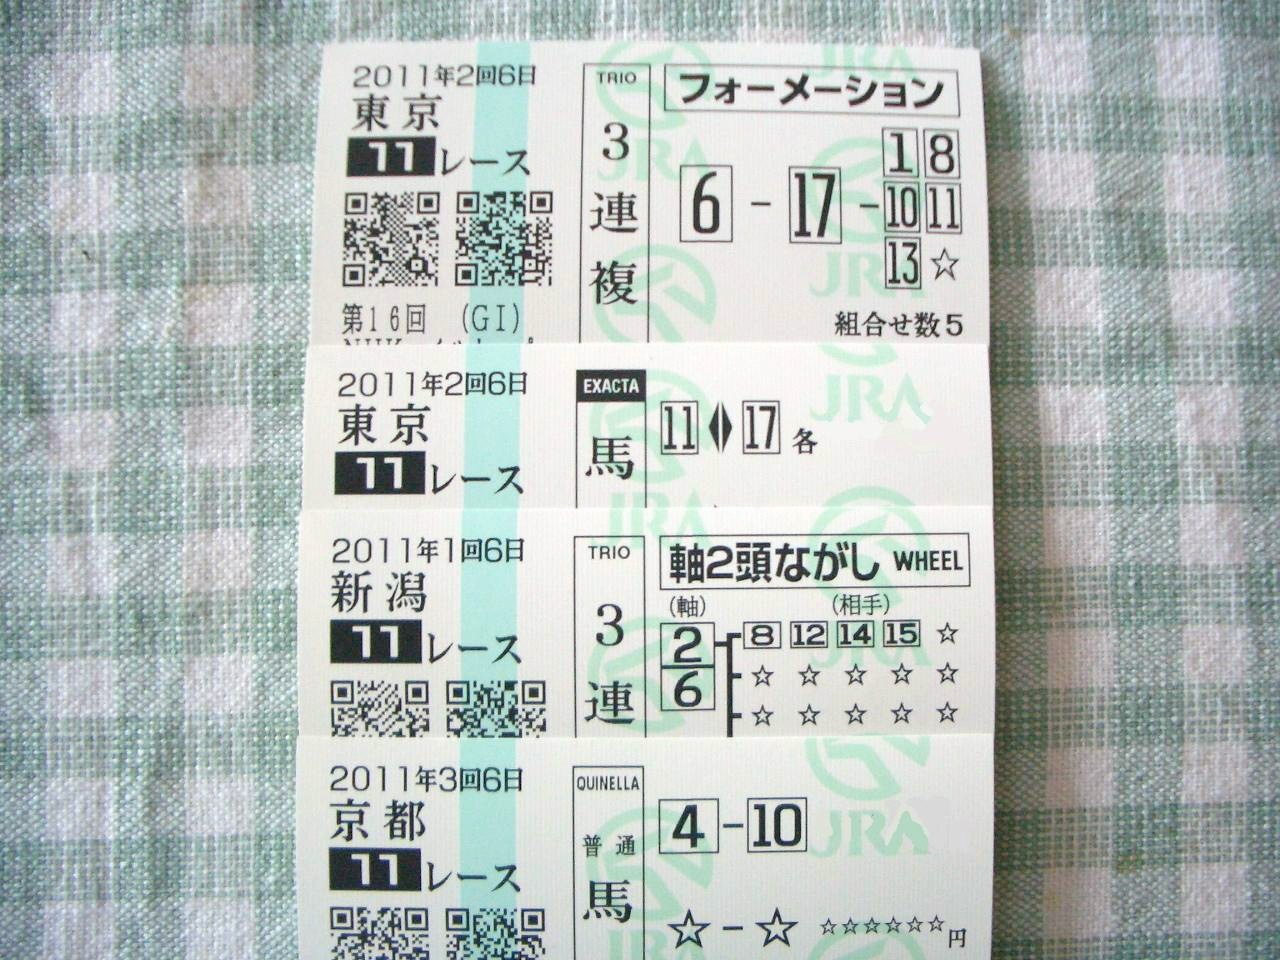 2011年2回6日
東京
11レース
第16回 (GI)
TRIO
3連複
フォーメーション
6 - 17 - 1 8
10 11
13 ☆
組合せ数5
JRA
2011年2回6日
東京
11レース
EXACTA
馬
11 ◆ 17 各
JRA
2011年1回6日
新潟
11レース
TRIO
3連
軸2頭ながし WHEEL
(軸) (相手)
2 8 12 14 15 ☆
6 ☆ ☆ ☆ ☆ ☆
☆ ☆ ☆ ☆ ☆
2011年3回6日
京都
11レース
QUINELLA
普通
馬
4 - 10
JRA
☆ - ☆ ☆☆☆☆☆☆円